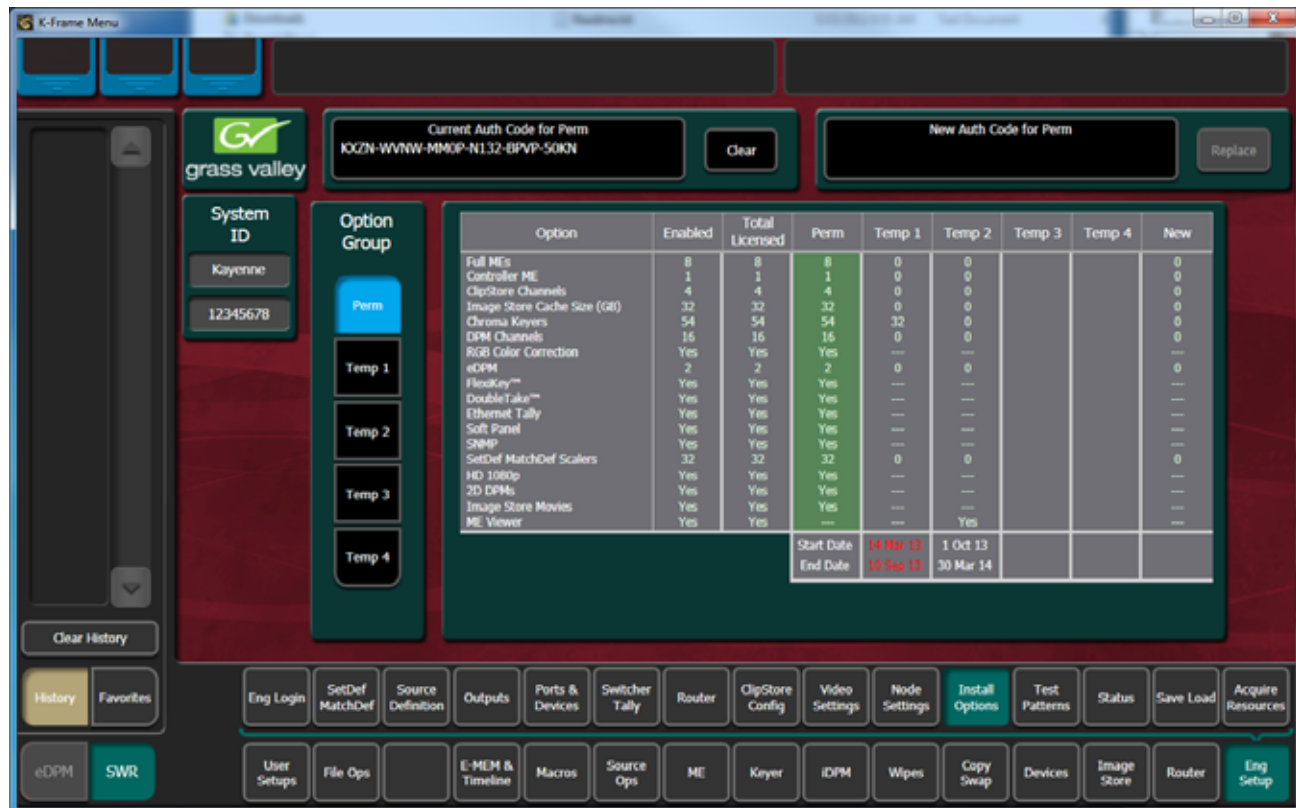 K-Frame Menu
grass valley
Current Auth Code for Perm
Clear
New Auth Code for Perm
Replace
System
ID
Kayenne
12345678
Option
Group
Perm
Temp 1
Temp 2
Temp 3
Temp 4
Option Enabled Total Licensed Perm Temp 1 Temp 2 Temp 3 Temp 4 New
Full MEs 8 8 8 0 0 0
Controller ME 1 1 1 0 0 0
ClipStore Channels 4 4 4 0 0 0
Image Store Cache Size (GB) 32 32 32 0 0 0
Chroma Keyers 54 54 54 32 0 0
DPM Channels 16 16 16 0 0 0
RGB Color Correction Yes Yes Yes --- --- ---
eDPM 2 2 2 0 0 0
FlexiKey™ Yes Yes Yes --- --- ---
DoubleTake™ Yes Yes Yes --- --- ---
Ethernet Tally Yes Yes Yes --- --- ---
Soft Panel Yes Yes Yes --- --- ---
SNMP Yes Yes Yes --- --- ---
SetDef MatchDef Scalers 32 32 32 0 0 0
HD 1080p Yes Yes Yes --- --- ---
2D DPMs Yes Yes Yes --- --- ---
Image Store Movies Yes Yes Yes --- --- ---
ME Viewer Yes Yes --- --- Yes ---
Start Date 14 Mar 13 1 Oct 13
End Date 10 Sep 13 30 Mar 14
Clear History
History Favorites
Eng Login
SetDef
MatchDef
Source
Definition
Outputs
Ports &
Devices
Switcher
Tally
Router
ClipStore
Config
Video
Settings
Node
Settings
Install
Options
Test
Patterns
Status
Save Load
Acquire
Resources
eDPM SWR
User
Setups
File Ops
E-MEM &
Timeline
Macros
Source
Ops
ME
Keyer
iDPM
Wipes
Copy
Swap
Devices
Image
Store
Router
Eng
Setup